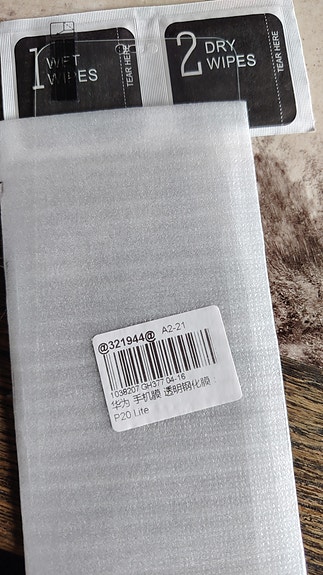 1 WET
WIPES
TEAR HERE
2 DRY
WIPES
TEAR HERE
@321944@ A2-21
1038207 GH377 04-16
华为 手机膜 透明钢化膜
P20 Lite